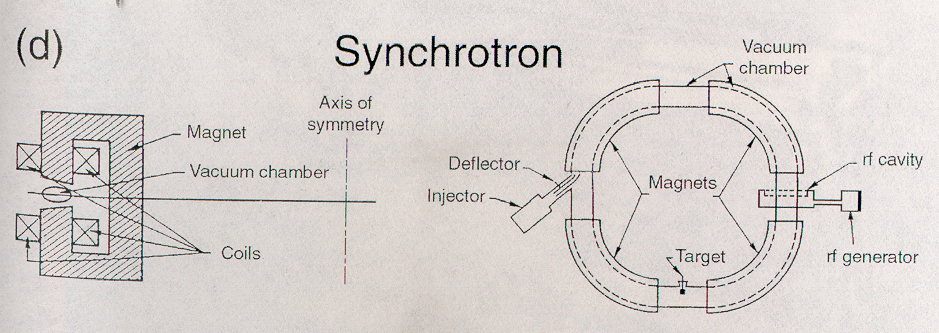 (d)
Synchrotron
Axis of
symmetry
Magnet
Vacuum chamber
Coils
Vacuum
chamber
Deflector
Injector
Magnets
rf cavity
Target
rf generator